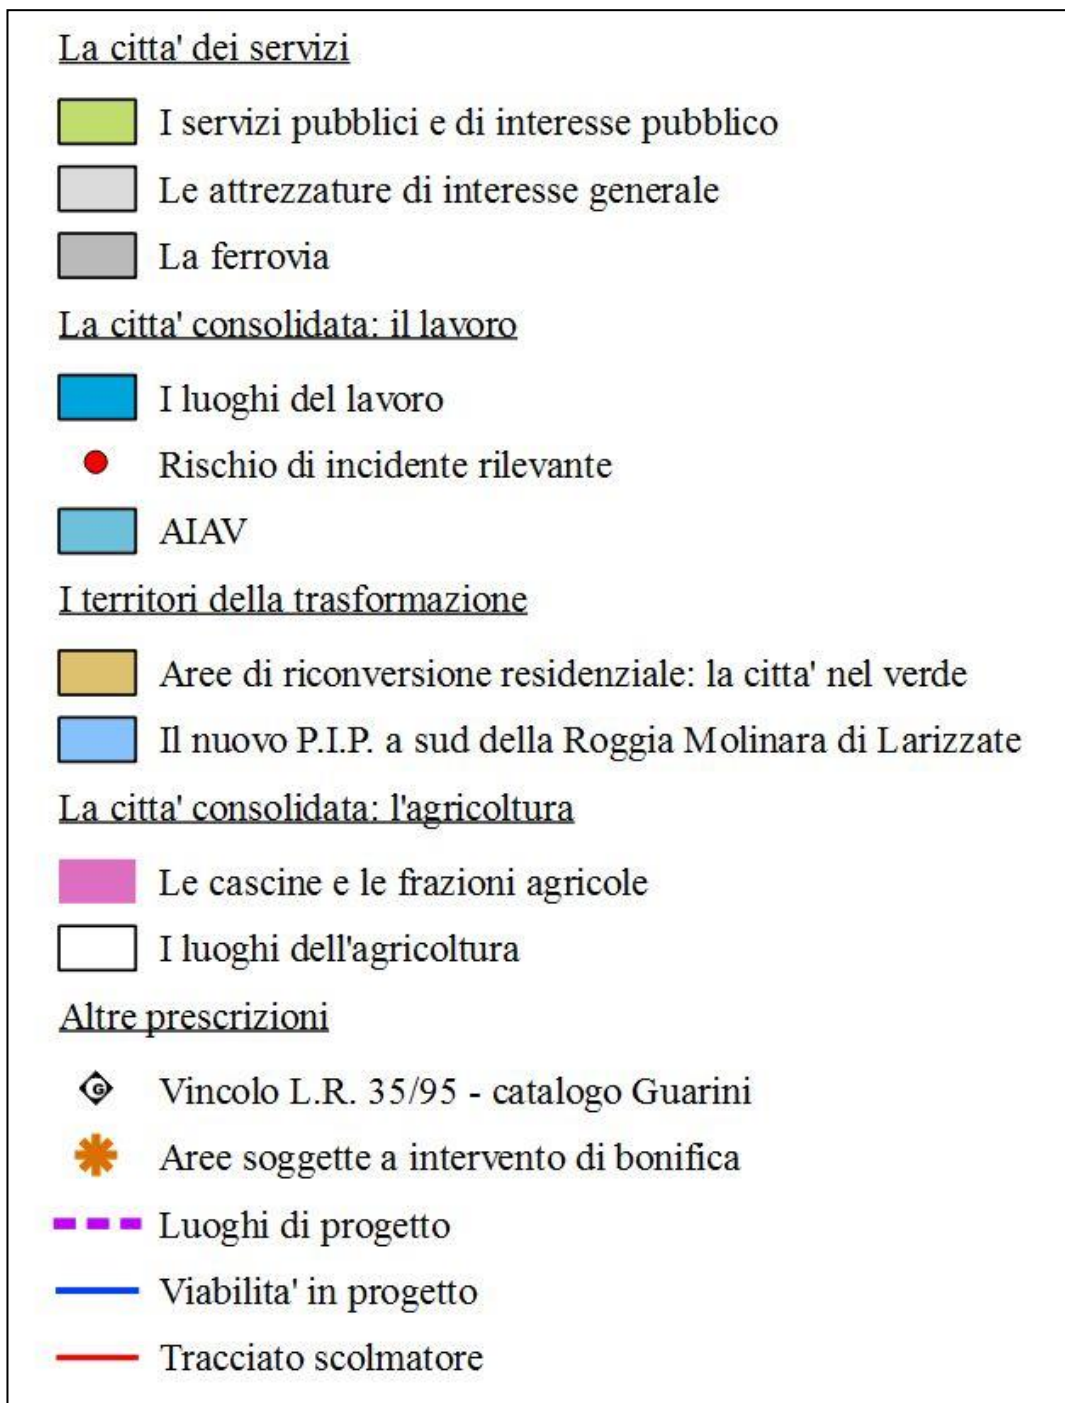 La citta' dei servizi
I servizi pubblici e di interesse pubblico
Le attrezzature di interesse generale
La ferrovia
La citta' consolidata: il lavoro
I luoghi del lavoro
Rischio di incidente rilevante
AIAV
I territori della trasformazione
Aree di riconversione residenziale: la citta' nel verde
Il nuovo P.I.P. a sud della Roggia Molinara di Larizzate
La citta' consolidata: l'agricoltura
Le cascine e le frazioni agricole
I luoghi dell'agricoltura
Altre prescrizioni
G Vincolo L.R. 35/95 - catalogo Guarini
Aree soggette a intervento di bonifica
Luoghi di progetto
Viabilita' in progetto
Tracciato scolmatore